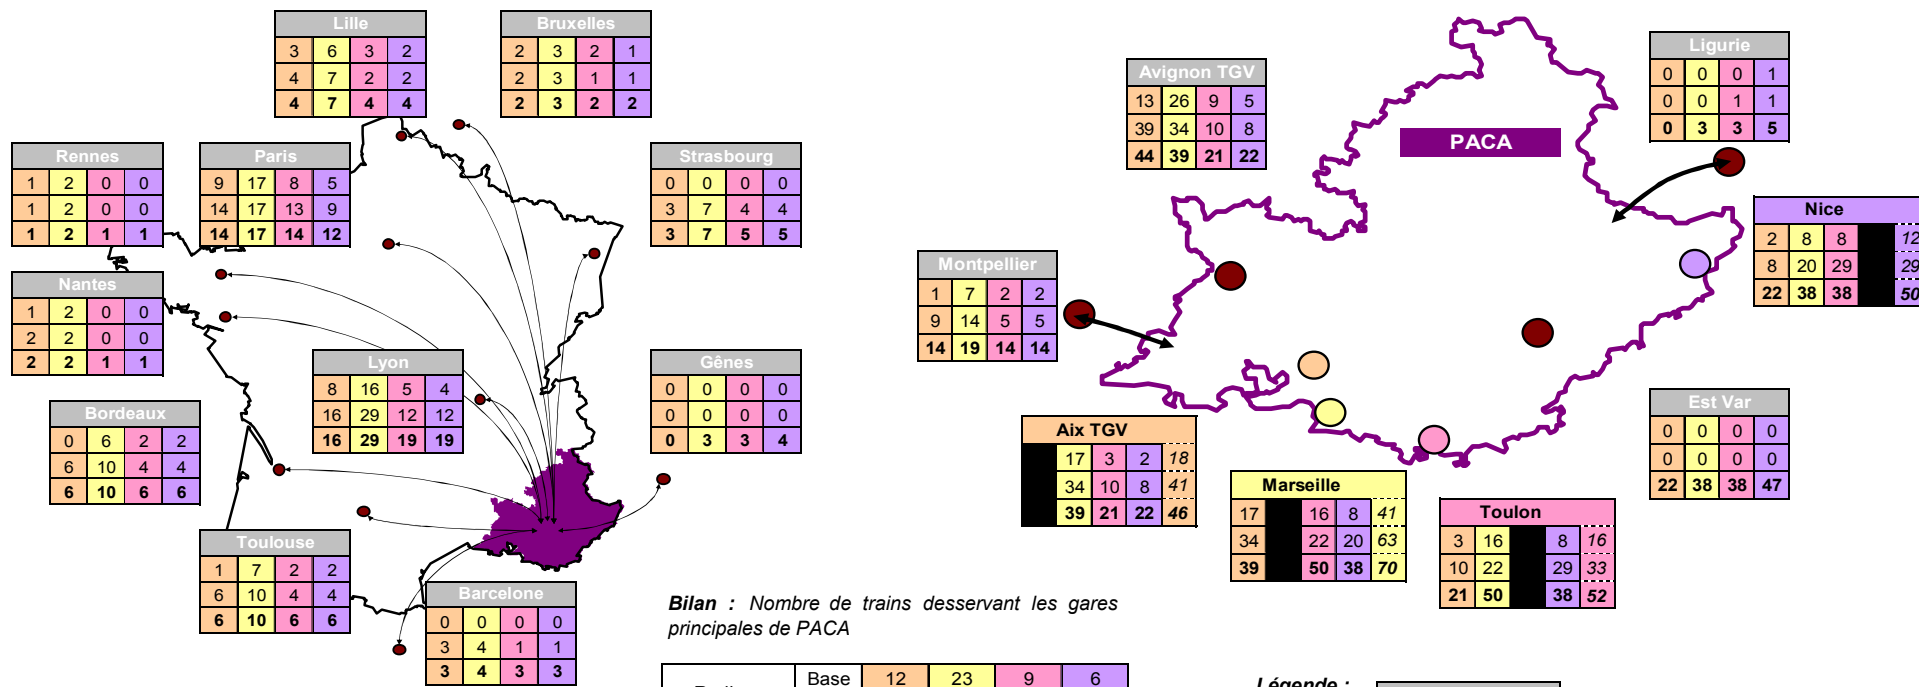 Lille
3 6 3 2
4 7 2 2
4 7 4 4
Bruxelles
2 3 2 1
2 3 1 1
2 3 2 2
Rennes
1 2 0 0
1 2 0 0
1 2 1 1
Paris
9 17 8 5
14 17 13 9
14 17 14 12
Strasbourg
0 0 0 0
3 7 4 4
3 7 5 5
Nantes
1 2 0 0
2 2 0 0
2 2 1 1
Lyon
8 16 5 4
16 29 12 12
16 29 19 19
Gênes
0 0 0 0
0 0 0 0
0 3 3 4
Bordeaux
0 6 2 2
6 10 4 4
6 10 6 6
Toulouse
1 7 2 2
6 10 4 4
6 10 6 6
Barcelone
0 0 0 0
3 4 1 1
3 4 3 3
Bilan : Nombre de trains desservant les gares
principales de PACA
Base 12 23 9 6
Avignon TGV
13 26 9 5
39 34 10 8
44 39 21 22
PACA
Ligurie
0 0 0 1
0 0 1 1
0 3 3 5
Nice
2 8 8 12
8 20 29 29
22 38 38 50
Montpellier
1 7 2 2
9 14 5 5
14 19 14 14
Aix TGV
17 3 2 18
34 10 8 41
39 21 22 46
Marseille
17 16 8 41
34 22 20 63
39 50 38 70
Toulon
3 16 8 16
10 22 29 33
21 50 38 52
Est Var
0 0 0 0
0 0 0 0
22 38 38 47
Légende :